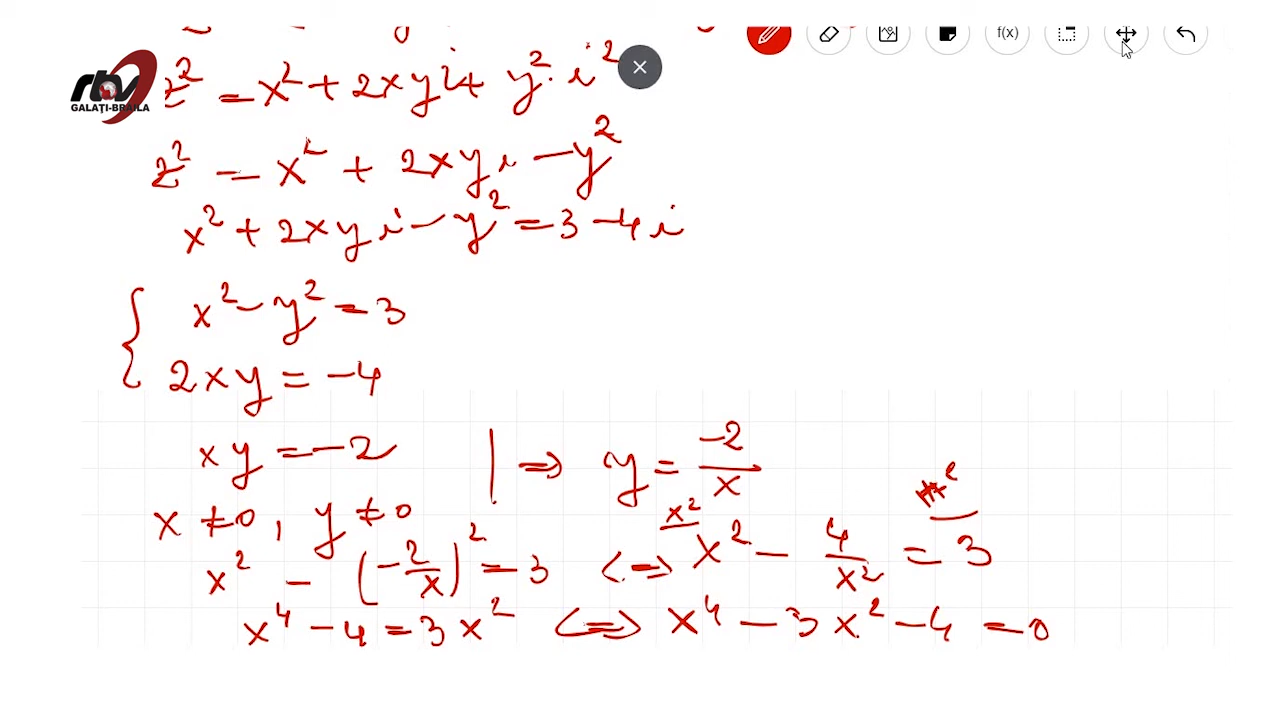 f(x)
rtv
GALAȚI-BRAILA
z² = x² + 2xyi + y²·i²
z² = x² + 2xyi − y²
x² + 2xyi − y² = 3 − 4i
{ x² − y² = 3
2xy = −4
xy = −2 | ⇒ y = −2/x
x ≠ 0, y ≠ 0
x² − (−2/x)² = 3 ⇔ x²) x² − 4/x² = 3
x⁴ − 4 = 3x² ⇔ x⁴ − 3x² − 4 = 0